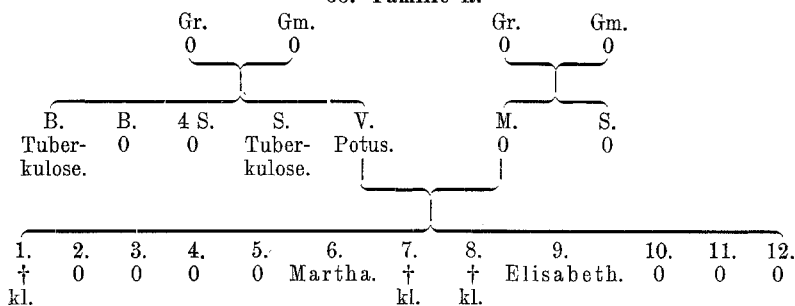 Gr. Gm. Gr. Gm.
0 0 0 0
B. B. 4 S. S. V. M. S.
Tuber- 0 0 Tuber- Potus. 0 0
kulose. kulose.
1. 2. 3. 4. 5. 6. 7. 8. 9. 10. 11. 12.
† 0 0 0 0 Martha. † † Elisabeth. 0 0 0
kl. kl. kl.